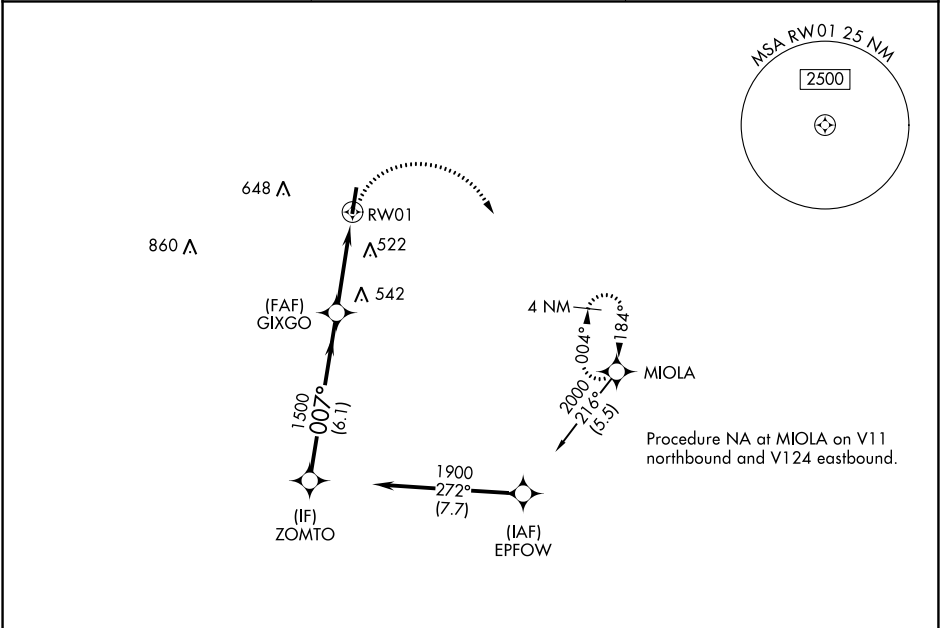 MSA RW01 25 NM
2500
648
RW01
860
522
(FAF)
GIXGO
542
4 NM
004°
184°
MIOLA
2000
216°
(5.5)
1500
007°
(6.1)
Procedure NA at MIOLA on V11
northbound and V124 eastbound.
1900
272°
(7.7)
(IF)
ZOMTO
(IAF)
EPFOW